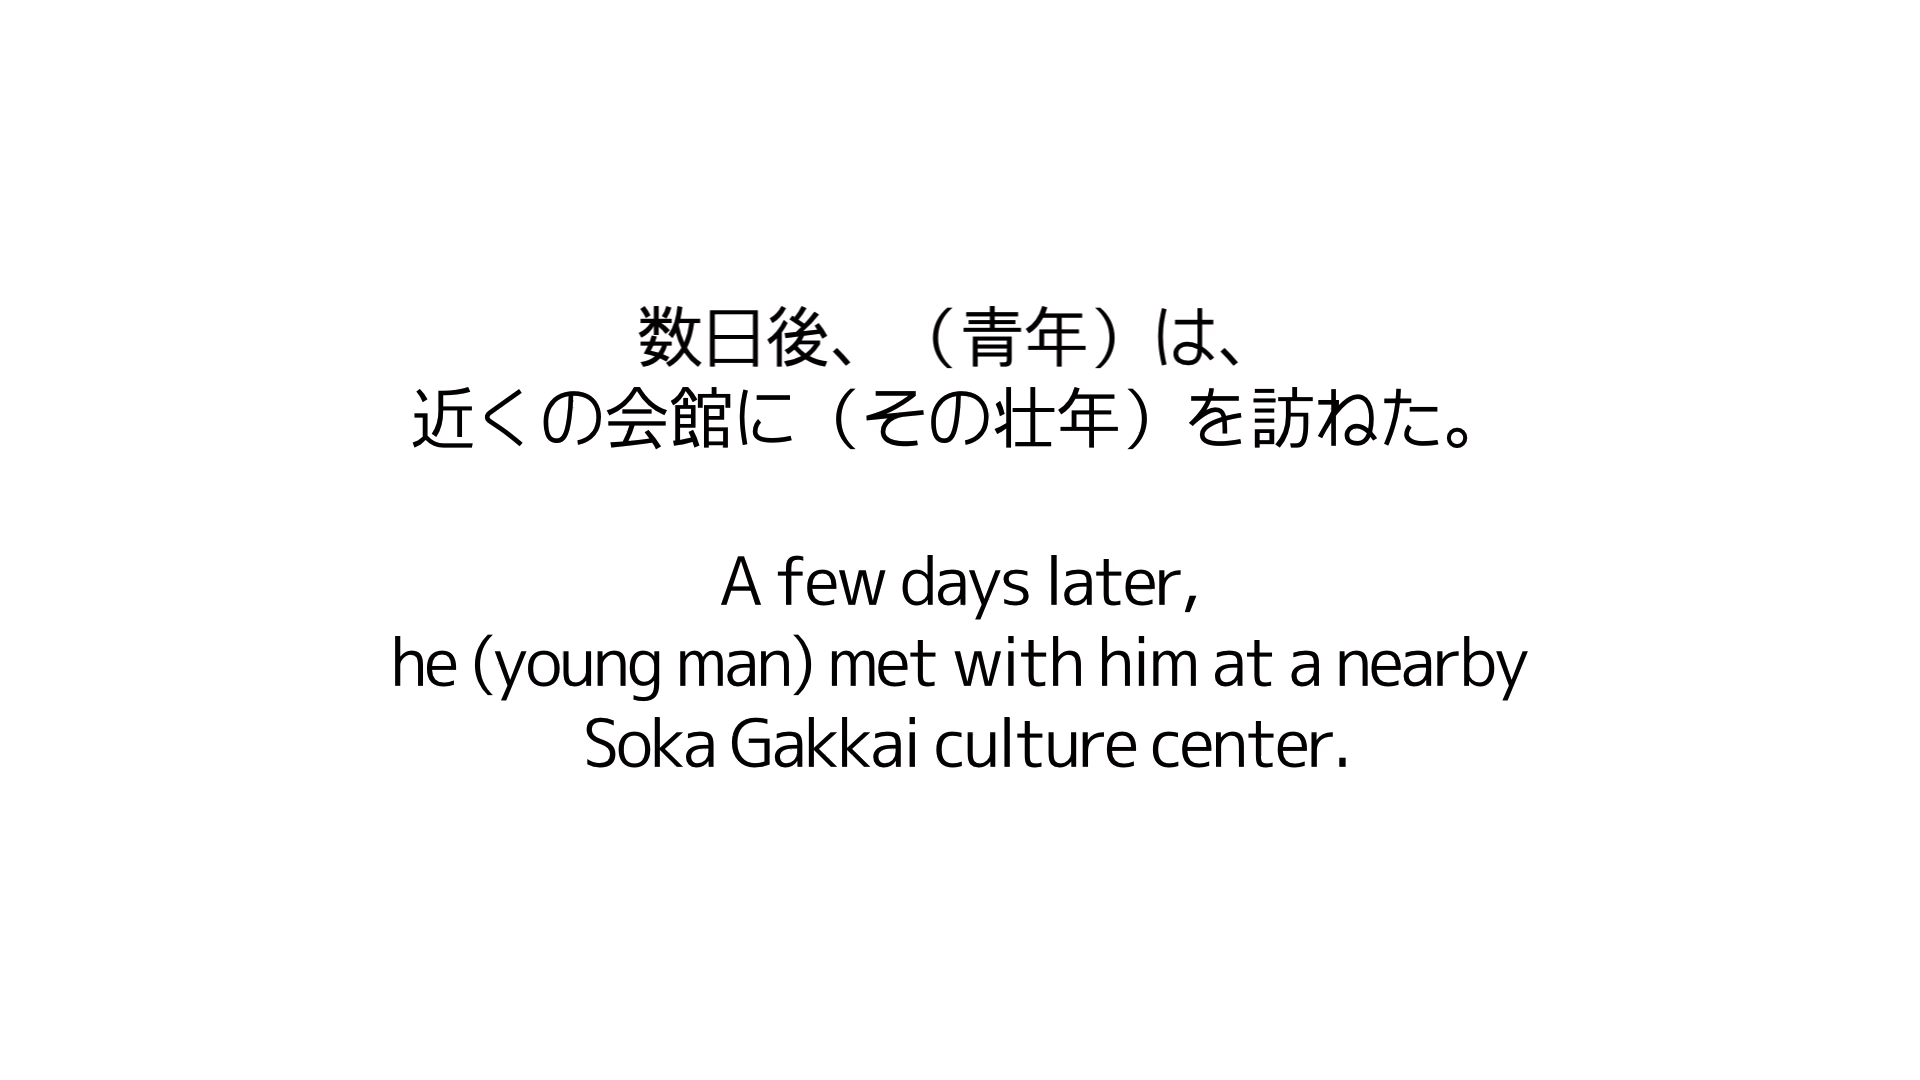 数日後、（青年）は、
近くの会館に（その壮年）を訪ねた。
A few days later,
he (young man) met with him at a nearby
Soka Gakkai culture center.